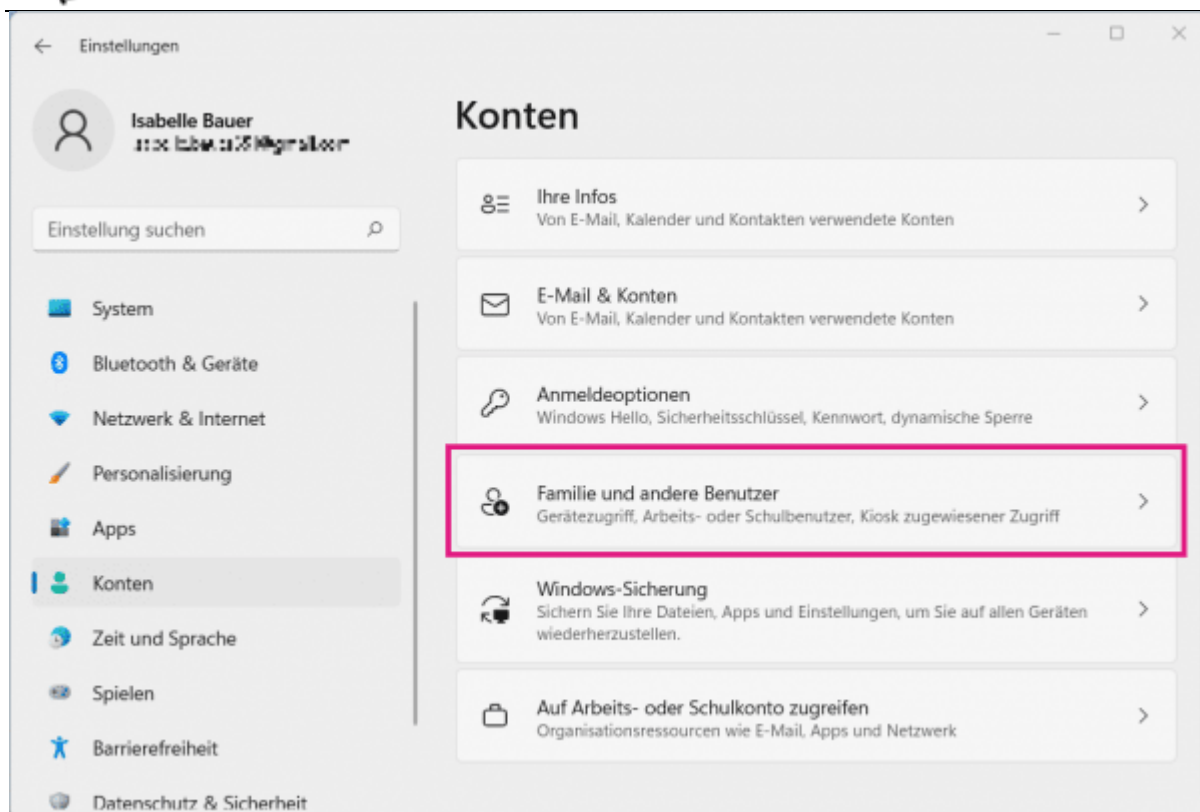 Einstellungen
Isabelle Bauer
Einstellung suchen
System
Bluetooth & Geräte
Netzwerk & Internet
Personalisierung
Apps
Konten
Zeit und Sprache
Spielen
Barrierefreiheit
Datenschutz & Sicherheit
Konten
Ihre Infos
Von E-Mail, Kalender und Kontakten verwendete Konten
E-Mail & Konten
Von E-Mail, Kalender und Kontakten verwendete Konten
Anmeldeoptionen
Windows Hello, Sicherheitsschlüssel, Kennwort, dynamische Sperre
Familie und andere Benutzer
Gerätezugriff, Arbeits- oder Schulbenutzer, Kiosk zugewiesener Zugriff
Windows-Sicherung
Sichern Sie Ihre Dateien, Apps und Einstellungen, um Sie auf allen Geräten
wiederherzustellen.
Auf Arbeits- oder Schulkonto zugreifen
Organisationsressourcen wie E-Mail, Apps und Netzwerk